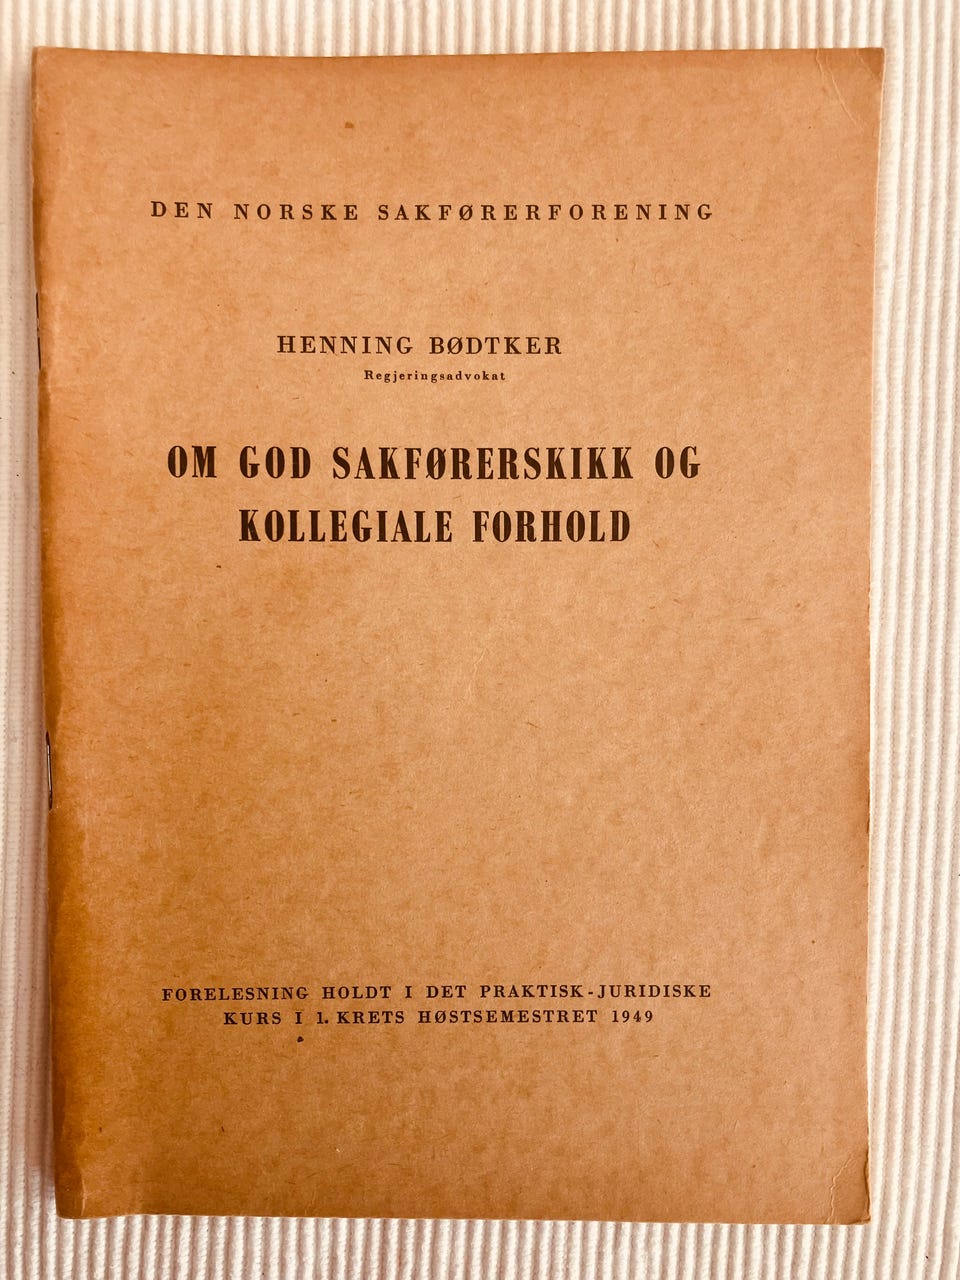 DEN NORSKE SAKFØRERFORENING
HENNING BØDTKER
Regjeringsadvokat
OM GOD SAKFØRERSKIKK OG
KOLLEGIALE FORHOLD
FORELESNING HOLDT I DET PRAKTISK-JURIDISKE
KURS I 1. KRETS HØSTSEMESTRET 1949